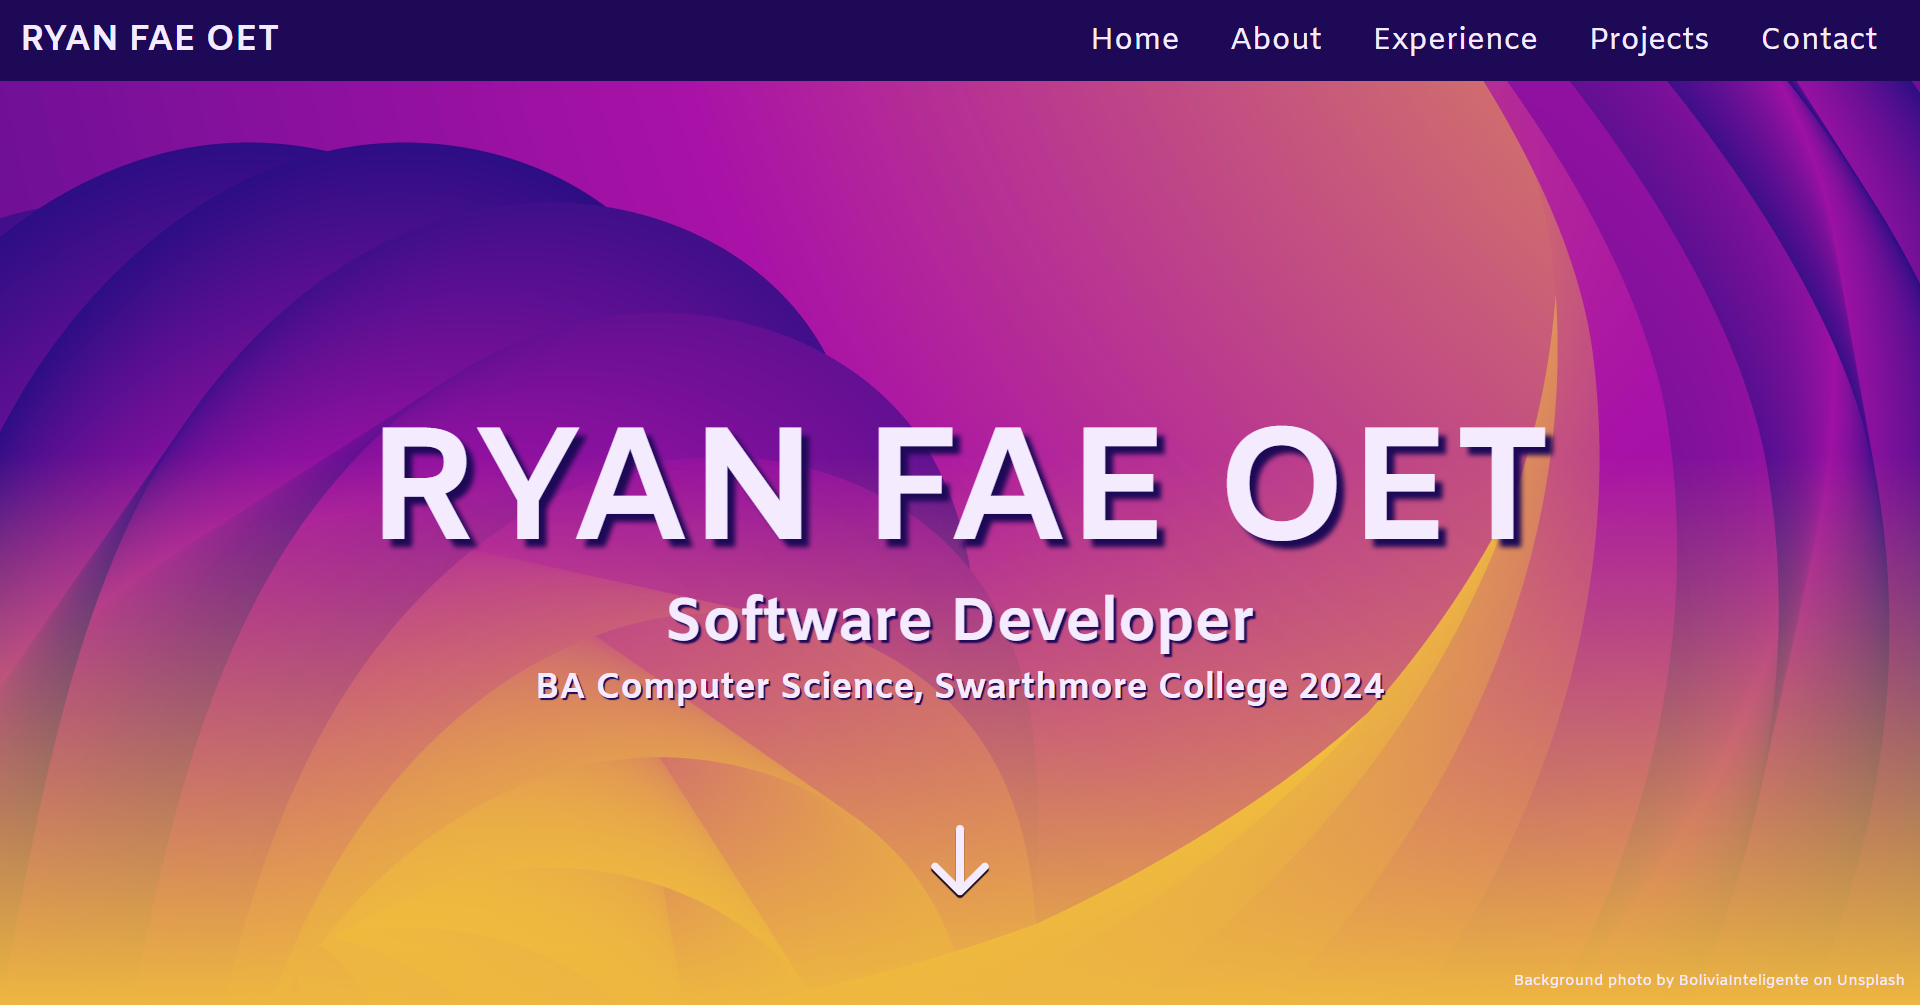 RYAN FAE OET
Home About Experience Projects Contact
RYAN FAE OET
Software Developer
BA Computer Science, Swarthmore College 2024
Background photo by BoliviaInteligente on Unsplash